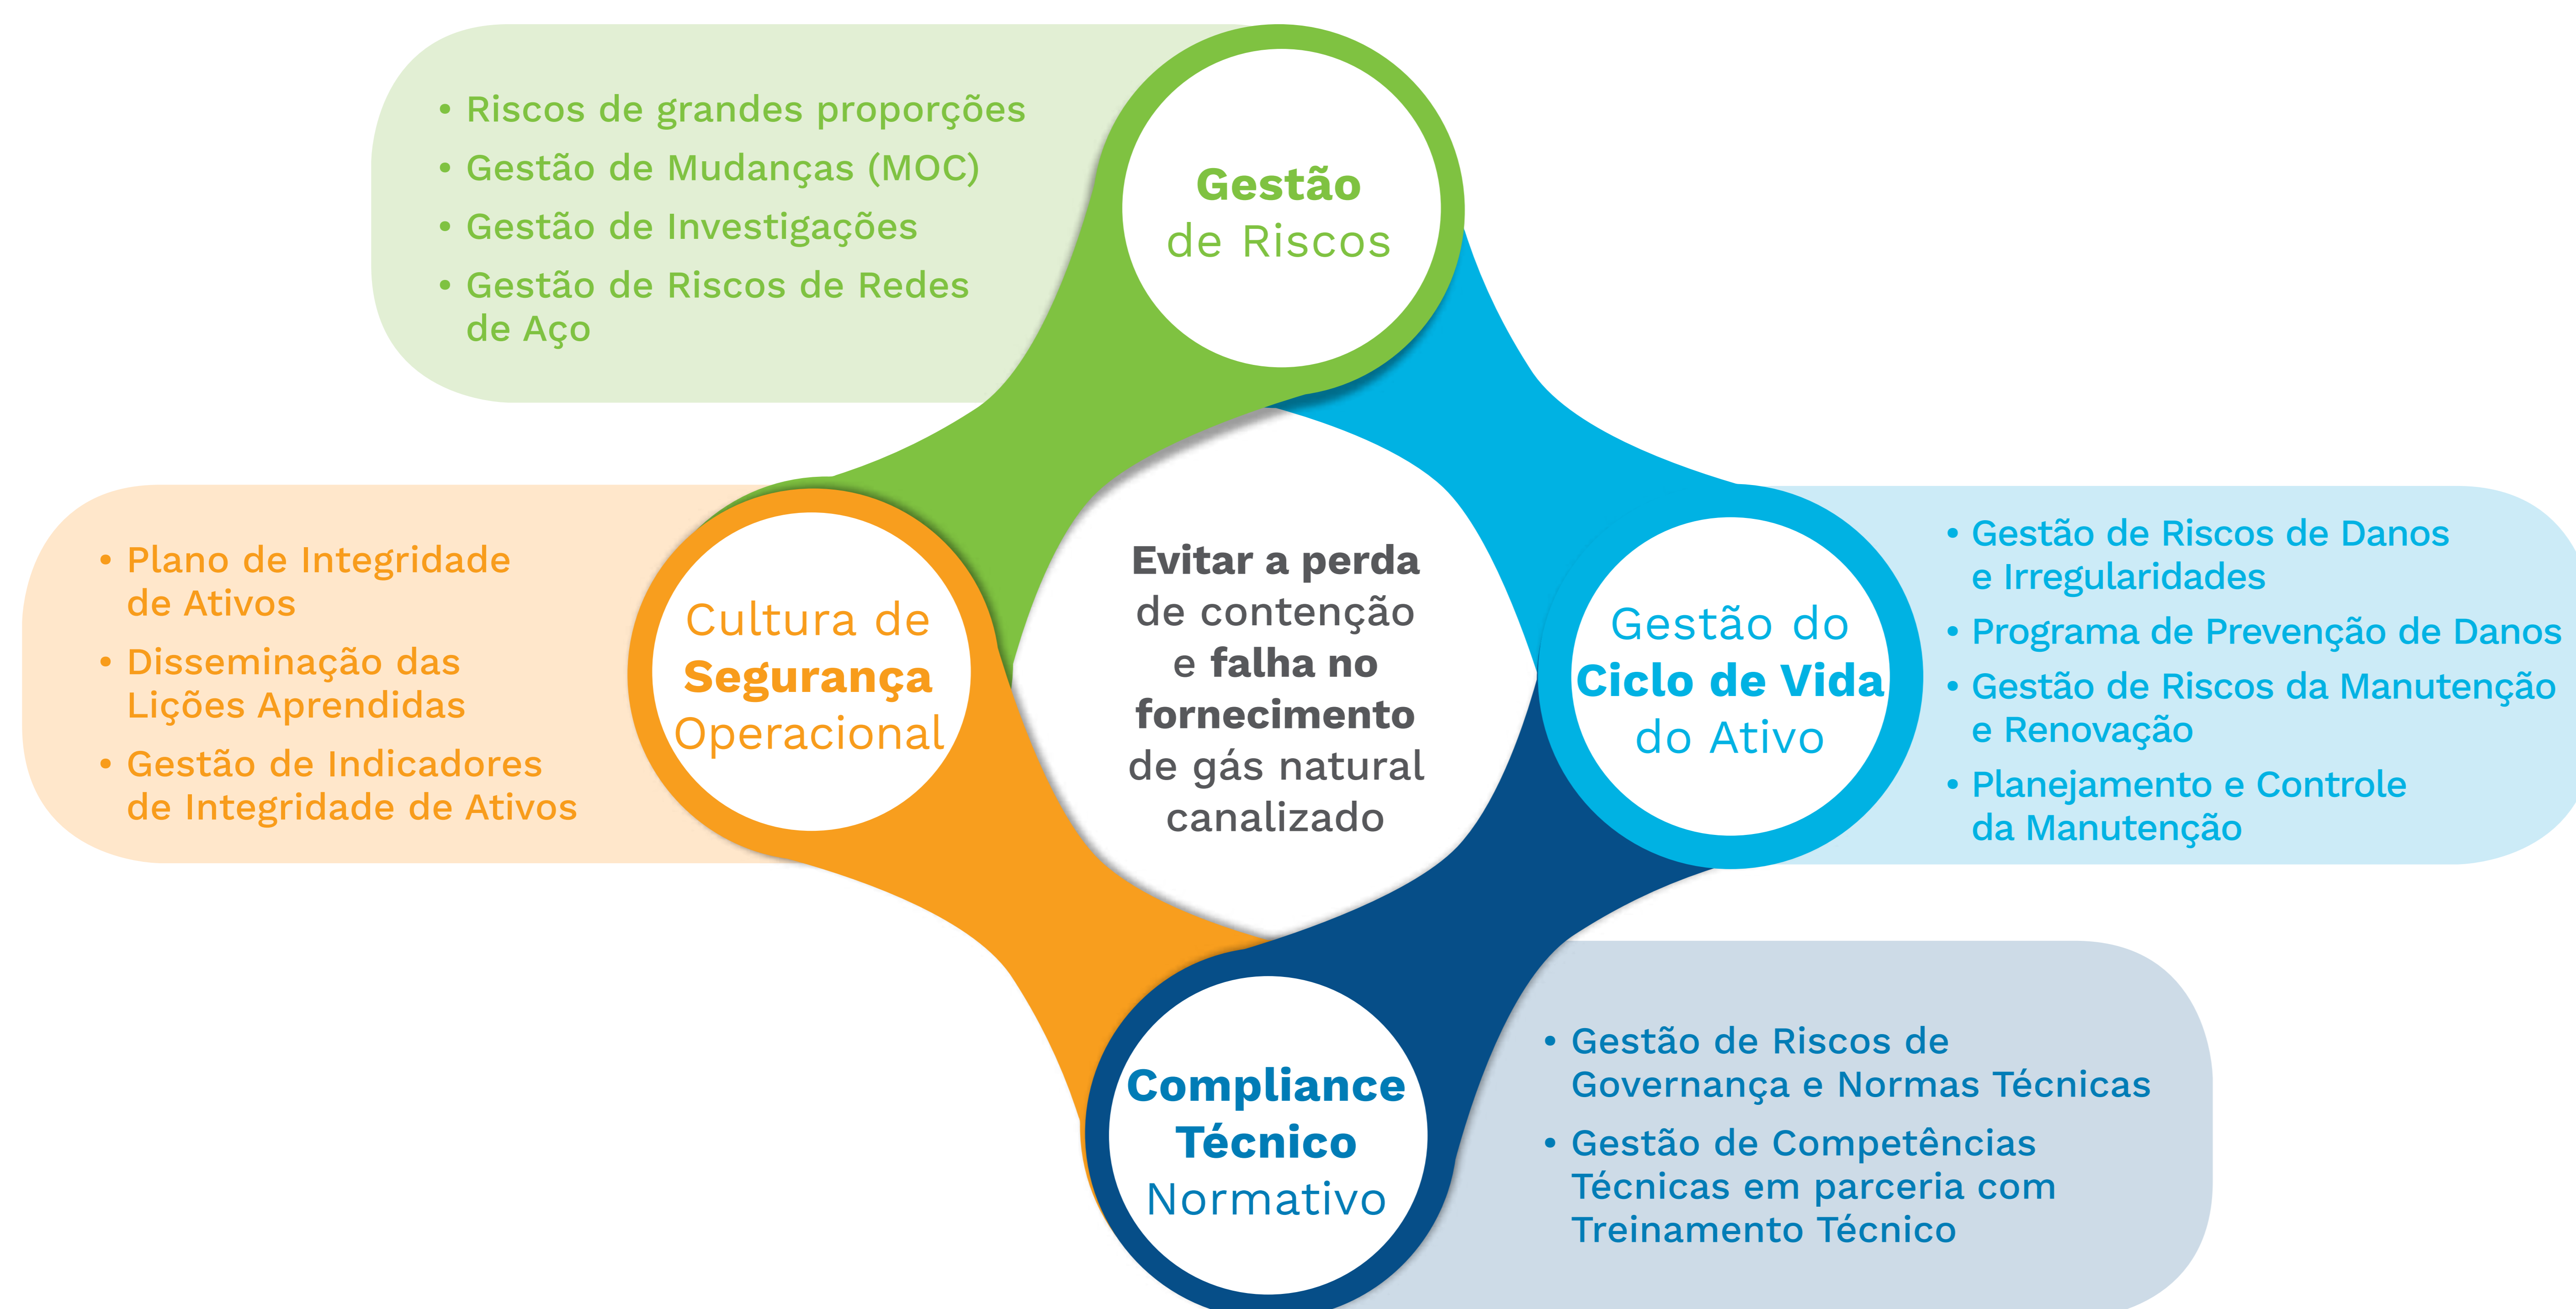 • Riscos de grandes proporções
• Gestão de Mudanças (MOC)
• Gestão de Investigações
• Gestão de Riscos de Redes
de Aço
Gestão
de Riscos
• Plano de Integridade
de Ativos
• Disseminação das
Lições Aprendidas
• Gestão de Indicadores
de Integridade de Ativos
Cultura de
Segurança
Operacional
Evitar a perda
de contenção
e falha no
fornecimento
de gás natural
canalizado
Gestão do
Ciclo de Vida
do Ativo
• Gestão de Riscos de Danos
e Irregularidades
• Programa de Prevenção de Danos
• Gestão de Riscos da Manutenção
e Renovação
• Planejamento e Controle
da Manutenção
Compliance
Técnico
Normativo
• Gestão de Riscos de
Governança e Normas Técnicas
• Gestão de Competências
Técnicas em parceria com
Treinamento Técnico